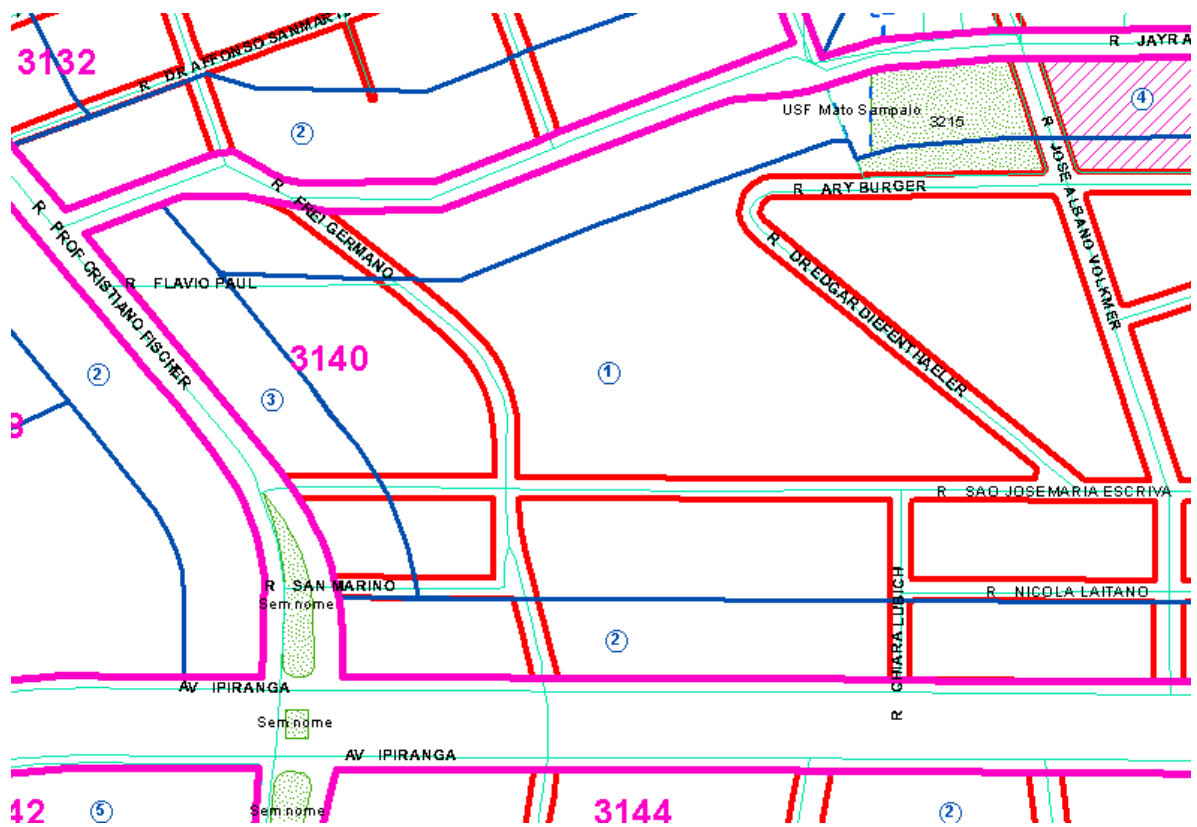 3132
R DR AFFONSO SANMART
R JAYRA
4
USF Mato Sampaio
3215
2
R JOSE ALBANO VOLKMER
R ARY BURGER
R FREI GERMANO
R PROF CRISTIANO FISCHER
R DR EDGAR DIEFENTHAELER
R FLAVIO PAUL
3140
2
3
1
R SAO JOSEMARIA ESCRIVA
R SAN MARINO
R NICOLA LAITANO
Sem nome
R CHIARA LUBICH
2
AV IPIRANGA
Sem nome
AV IPIRANGA
42
5
Sem nome
3144
2